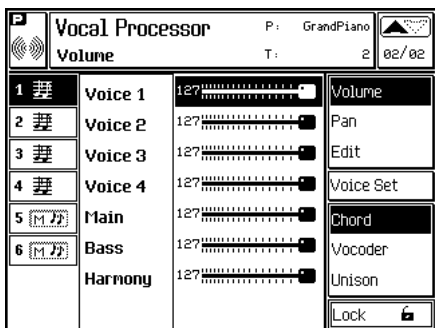 P Vocal Processor P: GrandPiano
Volume T: 2 02/02
1 Voice 1 127 Volume
2 Voice 2 127 Pan
3 Voice 3 127 Edit
4 Voice 4 127 Voice Set
5 M Main 127 Chord
6 M Bass 127 Vocoder
Harmony 127 Unison
Lock